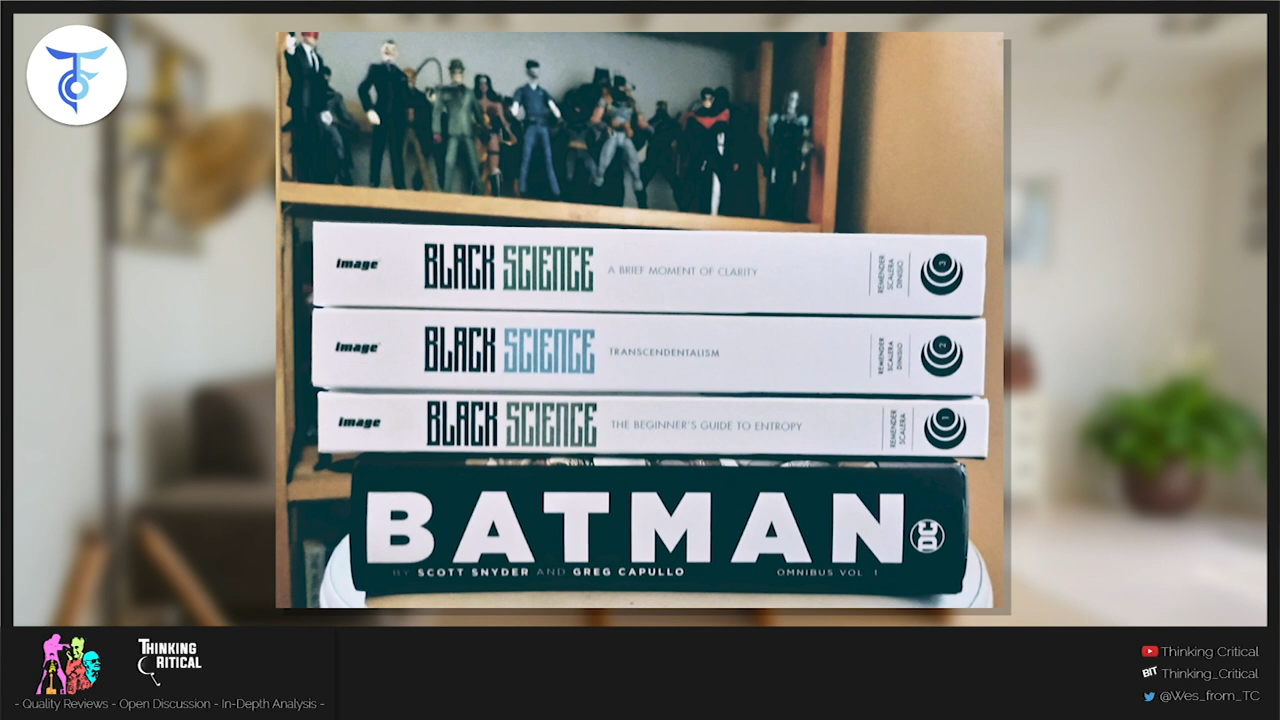 image BLACK SCIENCE A BRIEF MOMENT OF CLARITY REMENDER SCALERA DINISIO 3
image BLACK SCIENCE TRANSCENDENTALISM REMENDER SCALERA DINISIO 2
image BLACK SCIENCE THE BEGINNER'S GUIDE TO ENTROPY REMENDER SCALERA 1
BATMAN DC
BY SCOTT SNYDER AND GREG CAPULLO OMNIBUS VOL 1
THINKING
CRITICAL
- Quality Reviews - Open Discussion - In-Depth Analysis -
Thinking Critical
BIT Thinking_Critical
@Wes_from_TC